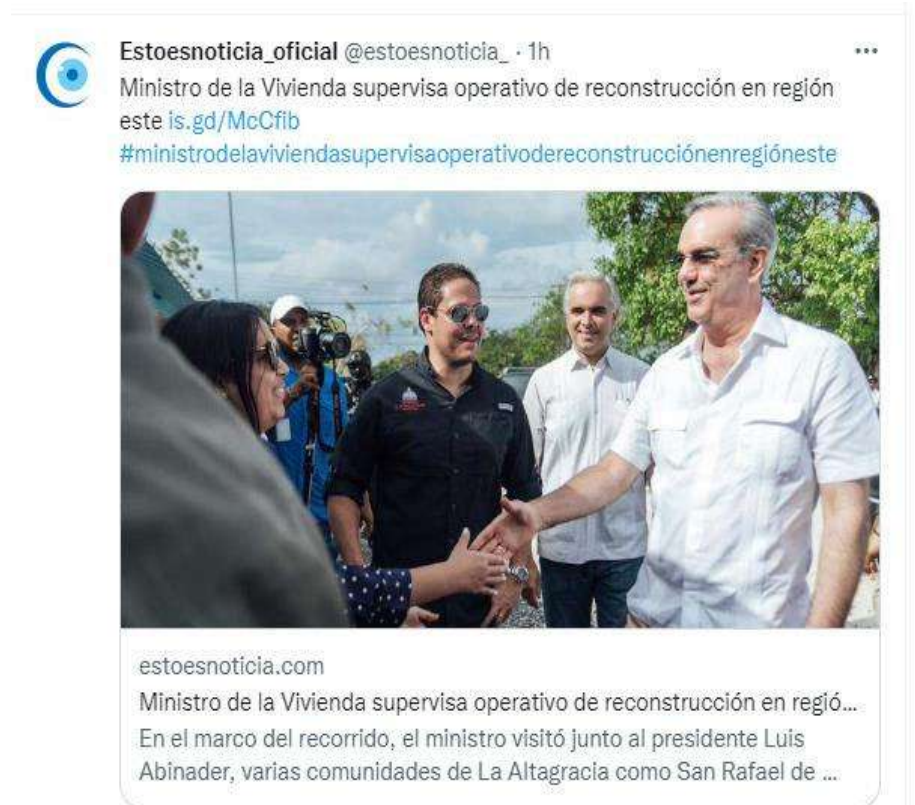 Estoesnoticia_oficial @estoesnoticia_ · 1h
Ministro de la Vivienda supervisa operativo de reconstrucción en región
este is.gd/McCfib
#ministrodelaviviendasupervisaoperativodereconstrucciónenregióneste
estoesnoticia.com
Ministro de la Vivienda supervisa operativo de reconstrucción en regió...
En el marco del recorrido, el ministro visitó junto al presidente Luis
Abinader, varias comunidades de La Altagracia como San Rafael de ...